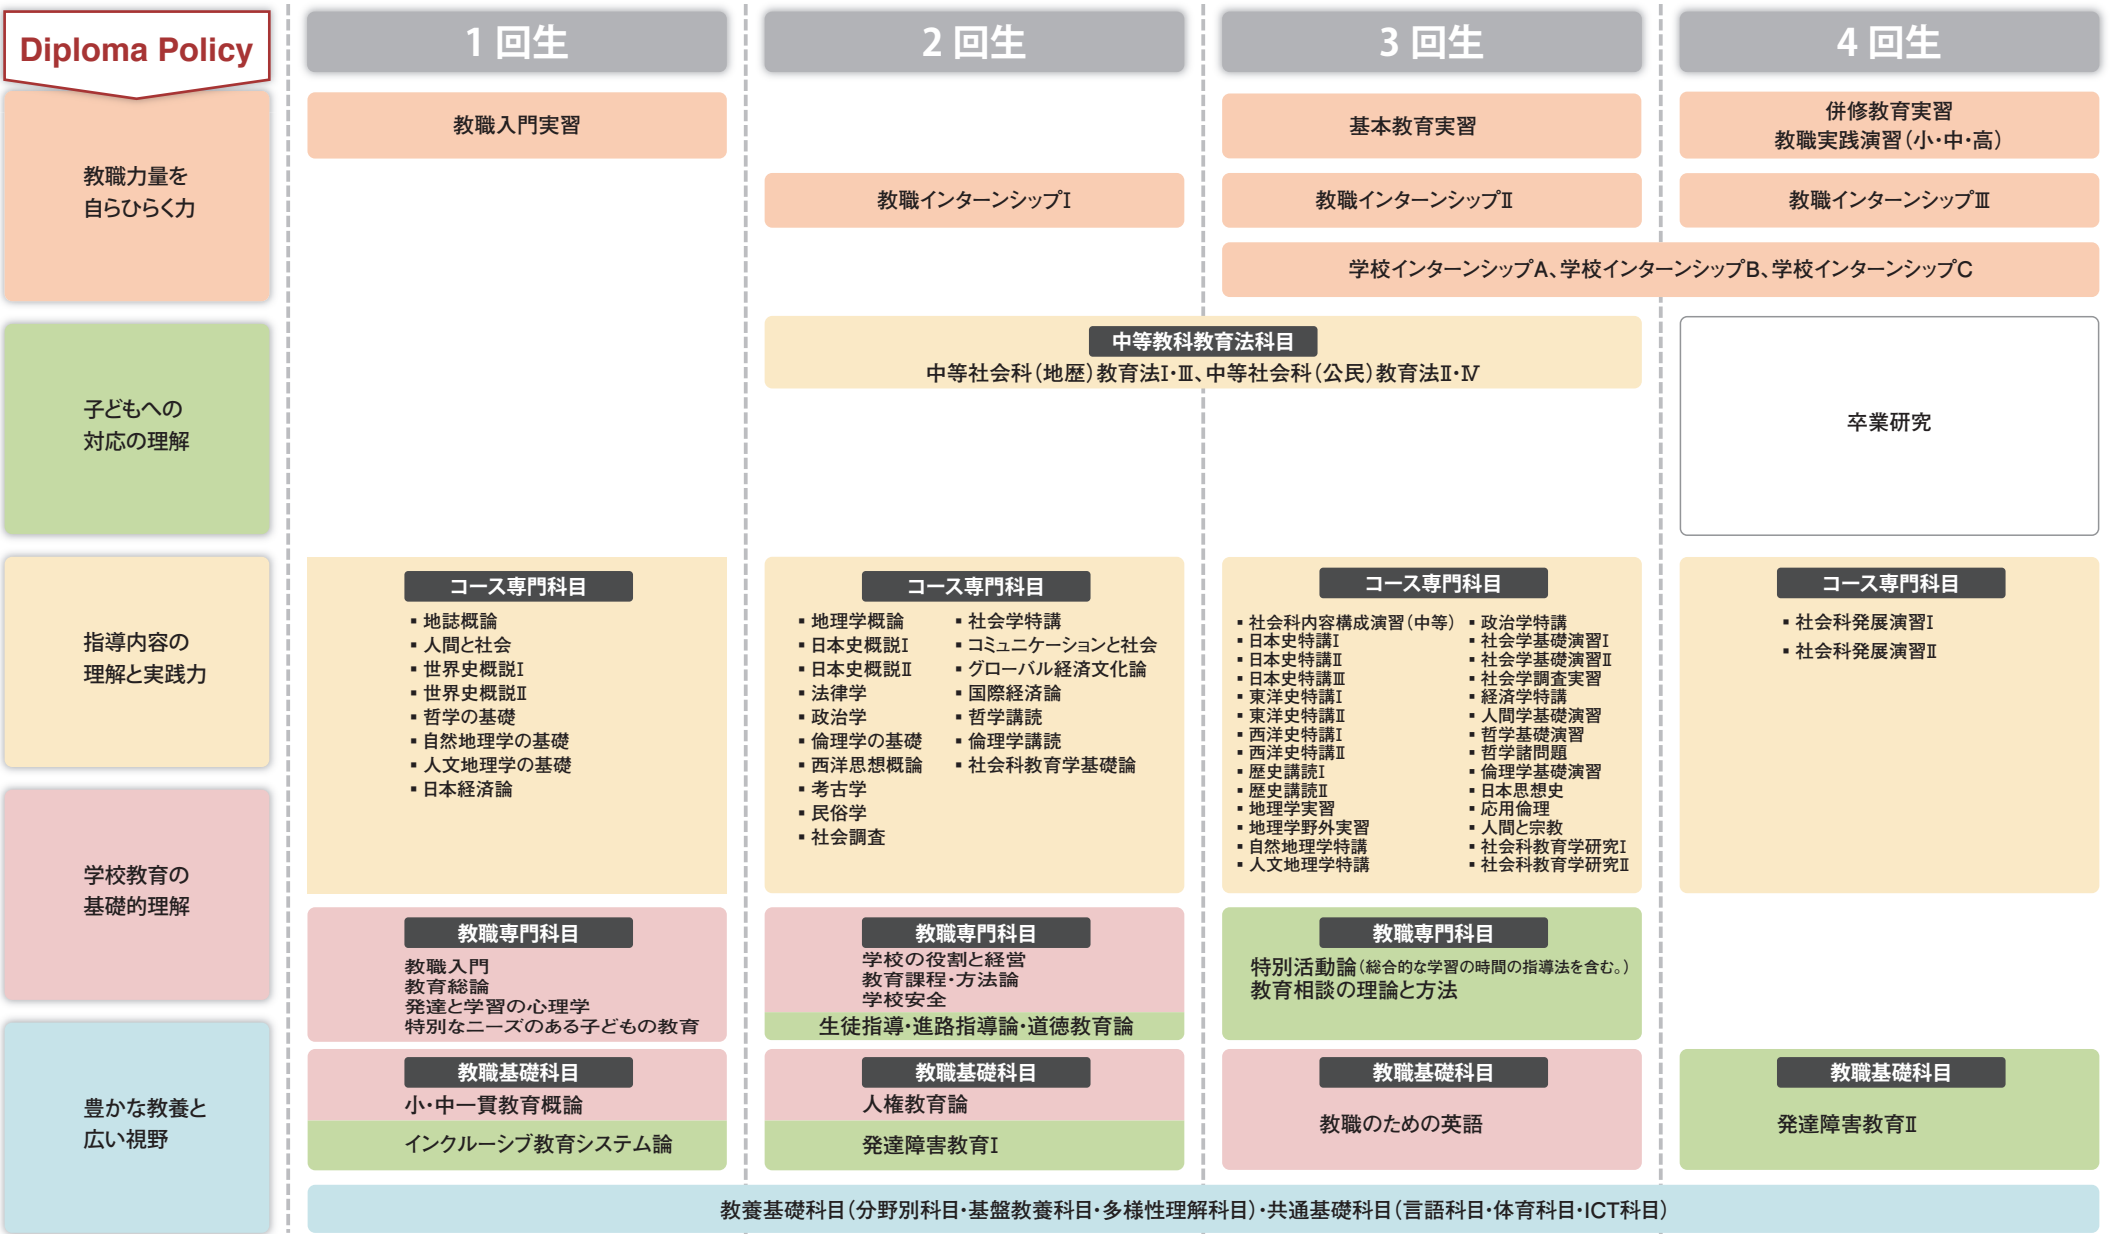 Diploma Policy
1 回生
2 回生
3 回生
4 回生
教職力量を
自らひらく力
教職入門実習
基本教育実習
併修教育実習
教職実践演習(小・中・高)
教職インターンシップⅠ
教職インターンシップⅡ
教職インターンシップⅢ
学校インターンシップA、学校インターンシップB、学校インターンシップC
子どもへの
対応の理解
中等教科教育法科目
中等社会科(地歴)教育法Ⅰ・Ⅲ、中等社会科(公民)教育法Ⅱ・Ⅳ
卒業研究
指導内容の
理解と実践力
コース専門科目
▪ 地誌概論
▪ 人間と社会
▪ 世界史概説Ⅰ
▪ 世界史概説Ⅱ
▪ 哲学の基礎
▪ 自然地理学の基礎
▪ 人文地理学の基礎
▪ 日本経済論
コース専門科目
▪ 地理学概論
▪ 日本史概説Ⅰ
▪ 日本史概説Ⅱ
▪ 法律学
▪ 政治学
▪ 倫理学の基礎
▪ 西洋思想概論
▪ 考古学
▪ 民俗学
▪ 社会調査
▪ 社会学特講
▪ コミュニケーションと社会
▪ グローバル経済文化論
▪ 国際経済論
▪ 哲学講読
▪ 倫理学講読
▪ 社会科教育学基礎論
コース専門科目
▪ 社会科内容構成演習(中等)
▪ 日本史特講Ⅰ
▪ 日本史特講Ⅱ
▪ 日本史特講Ⅲ
▪ 東洋史特講Ⅰ
▪ 東洋史特講Ⅱ
▪ 西洋史特講Ⅰ
▪ 西洋史特講Ⅱ
▪ 歴史講読Ⅰ
▪ 歴史講読Ⅱ
▪ 地理学実習
▪ 地理学野外実習
▪ 自然地理学特講
▪ 人文地理学特講
▪ 政治学特講
▪ 社会学基礎演習Ⅰ
▪ 社会学基礎演習Ⅱ
▪ 社会学調査実習
▪ 経済学特講
▪ 人間学基礎演習
▪ 哲学基礎演習
▪ 哲学諸問題
▪ 倫理学基礎演習
▪ 日本思想史
▪ 応用倫理
▪ 人間と宗教
▪ 社会科教育学研究Ⅰ
▪ 社会科教育学研究Ⅱ
コース専門科目
▪ 社会科発展演習Ⅰ
▪ 社会科発展演習Ⅱ
学校教育の
基礎的理解
教職専門科目
教職入門
教育総論
発達と学習の心理学
特別なニーズのある子どもの教育
教職専門科目
学校の役割と経営
教育課程・方法論
学校安全
生徒指導・進路指導論・道徳教育論
教職専門科目
特別活動論(総合的な学習の時間の指導法を含む。)
教育相談の理論と方法
豊かな教養と
広い視野
教職基礎科目
小・中一貫教育概論
インクルーシブ教育システム論
教職基礎科目
人権教育論
発達障害教育Ⅰ
教職基礎科目
教職のための英語
教職基礎科目
発達障害教育Ⅱ
教養基礎科目(分野別科目・基盤教養科目・多様性理解科目)・共通基礎科目(言語科目・体育科目・ICT科目)